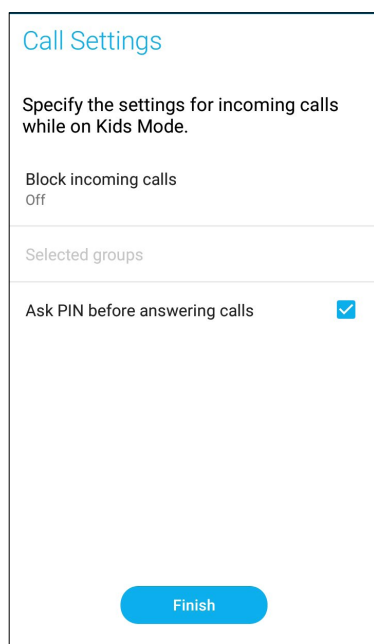 Call Settings
Specify the settings for incoming calls
while on Kids Mode.
Block incoming calls
Off
Selected groups
Ask PIN before answering calls
Finish